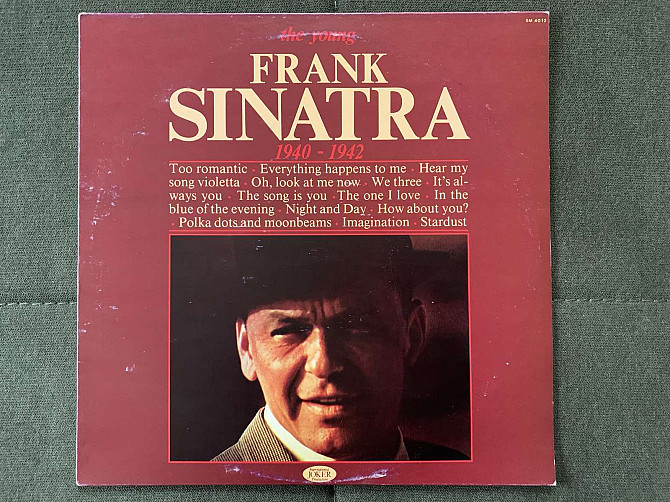 SM 4012
the young
FRANK
SINATRA
1940 - 1942
Too romantic · Everything happens to me · Hear my
song violetta · Oh, look at me now · We three · It's al-
ways you · The song is you · The one I love · In the
blue of the evening · Night and Day · How about you?
· Polka dots and moonbeams · Imagination · Stardust
JOKER